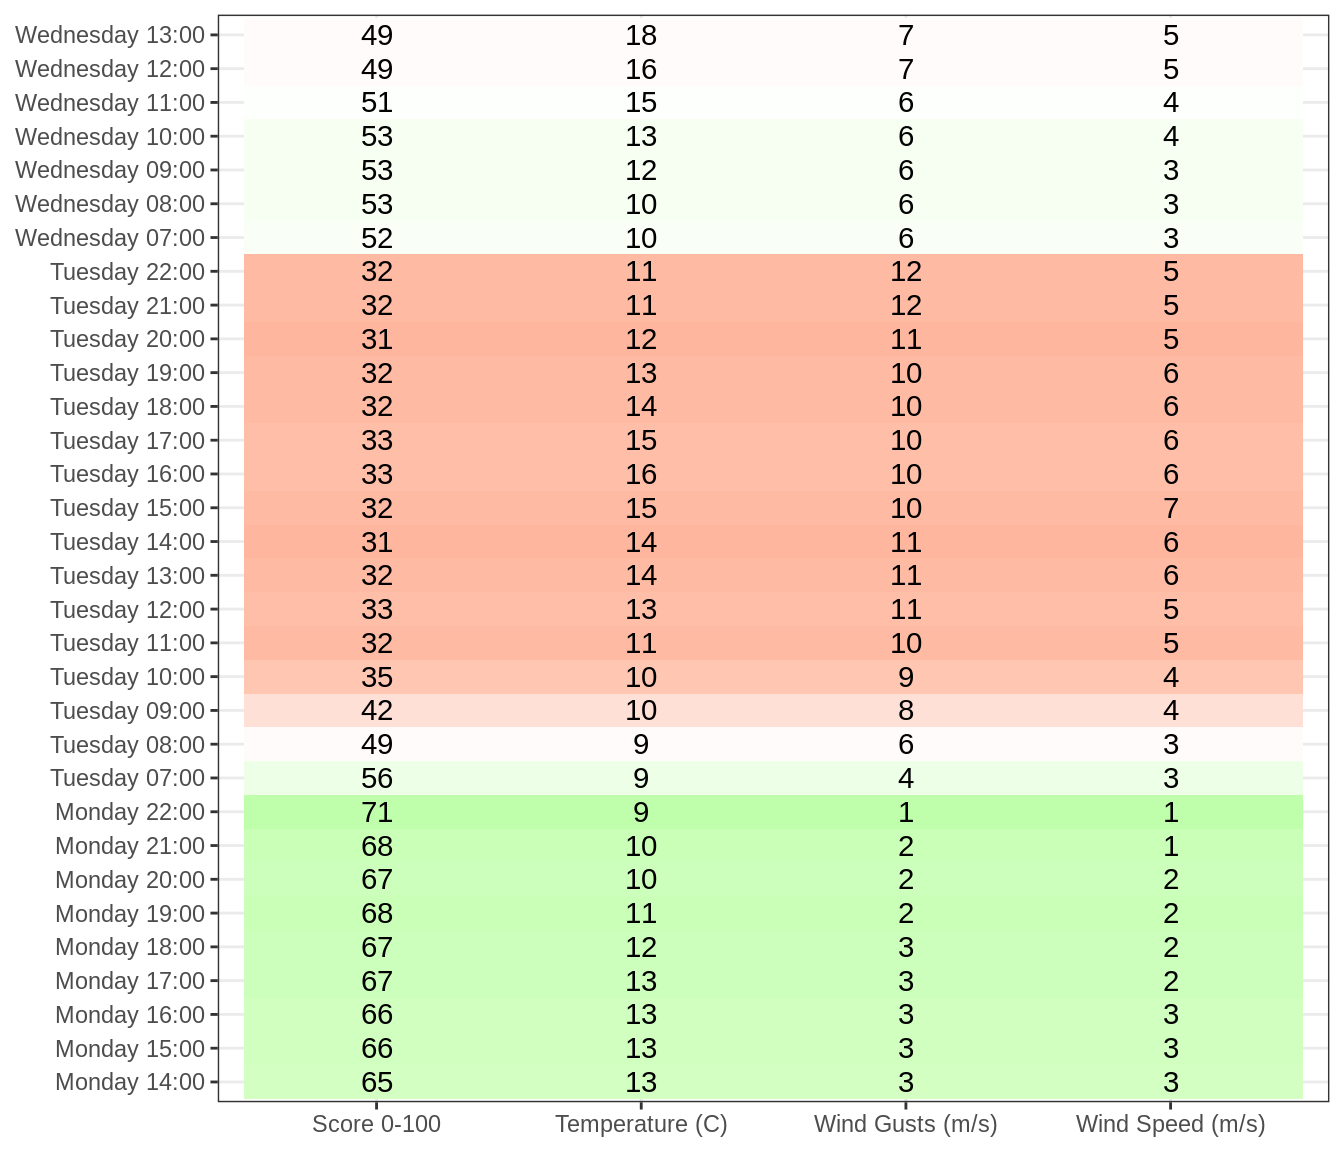 Wednesday 13:00 49 18 7 5
Wednesday 12:00 49 16 7 5
Wednesday 11:00 51 15 6 4
Wednesday 10:00 53 13 6 4
Wednesday 09:00 53 12 6 3
Wednesday 08:00 53 10 6 3
Wednesday 07:00 52 10 6 3
Tuesday 22:00 32 11 12 5
Tuesday 21:00 32 11 12 5
Tuesday 20:00 31 12 11 5
Tuesday 19:00 32 13 10 6
Tuesday 18:00 32 14 10 6
Tuesday 17:00 33 15 10 6
Tuesday 16:00 33 16 10 6
Tuesday 15:00 32 15 10 7
Tuesday 14:00 31 14 11 6
Tuesday 13:00 32 14 11 6
Tuesday 12:00 33 13 11 5
Tuesday 11:00 32 11 10 5
Tuesday 10:00 35 10 9 4
Tuesday 09:00 42 10 8 4
Tuesday 08:00 49 9 6 3
Tuesday 07:00 56 9 4 3
Monday 22:00 71 9 1 1
Monday 21:00 68 10 2 1
Monday 20:00 67 10 2 2
Monday 19:00 68 11 2 2
Monday 18:00 67 12 3 2
Monday 17:00 67 13 3 2
Monday 16:00 66 13 3 3
Monday 15:00 66 13 3 3
Monday 14:00 65 13 3 3
Score 0-100 Temperature (C) Wind Gusts (m/s) Wind Speed (m/s)